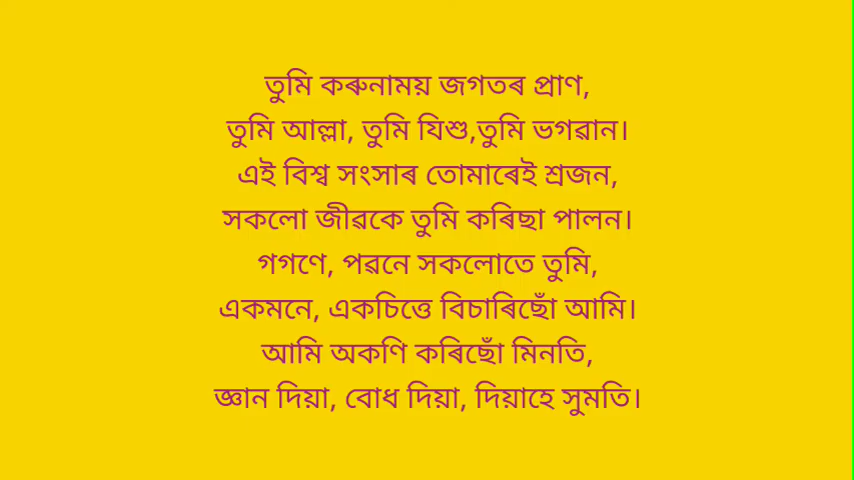 তুমি কৰুনাময় জগতৰ প্ৰাণ,
তুমি আল্লা, তুমি যিশু,তুমি ভগৱান।
এই বিশ্ব সংসাৰ তোমাৰেই শ্ৰজন,
সকলো জীৱকে তুমি কৰিছা পালন।
গগণে, পৱনে সকলোতে তুমি,
একমনে, একচিত্তে বিচাৰিছোঁ আমি।
আমি অকণি কৰিছোঁ মিনতি,
জ্ঞান দিয়া, বোধ দিয়া, দিয়াহে সুমতি।